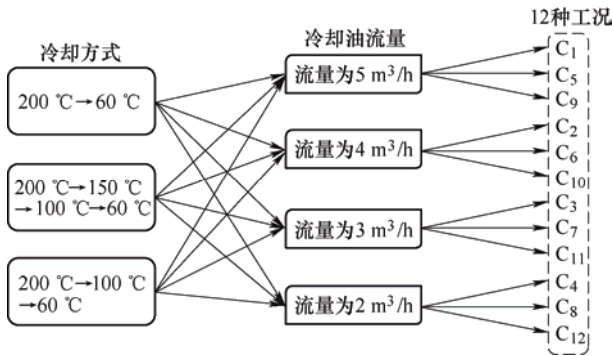 冷却方式
200 ℃→60 ℃
200 ℃→150 ℃
→100 ℃→60 ℃
200 ℃→100 ℃
→60 ℃
冷却油流量
流量为5 m³/h
流量为4 m³/h
流量为3 m³/h
流量为2 m³/h
12种工况
C₁
C₅
C₉
C₂
C₆
C₁₀
C₃
C₇
C₁₁
C₄
C₈
C₁₂